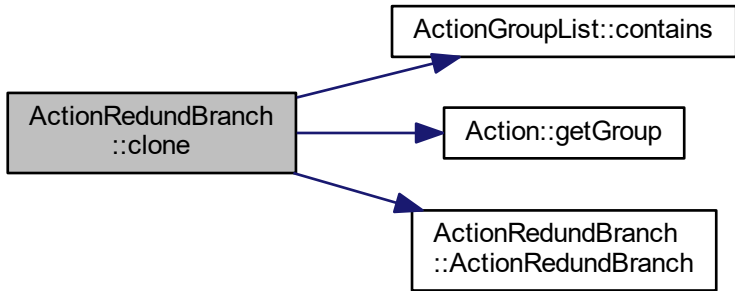 ActionRedundBranch
::clone
ActionGroupList::contains
Action::getGroup
ActionRedundBranch
::ActionRedundBranch